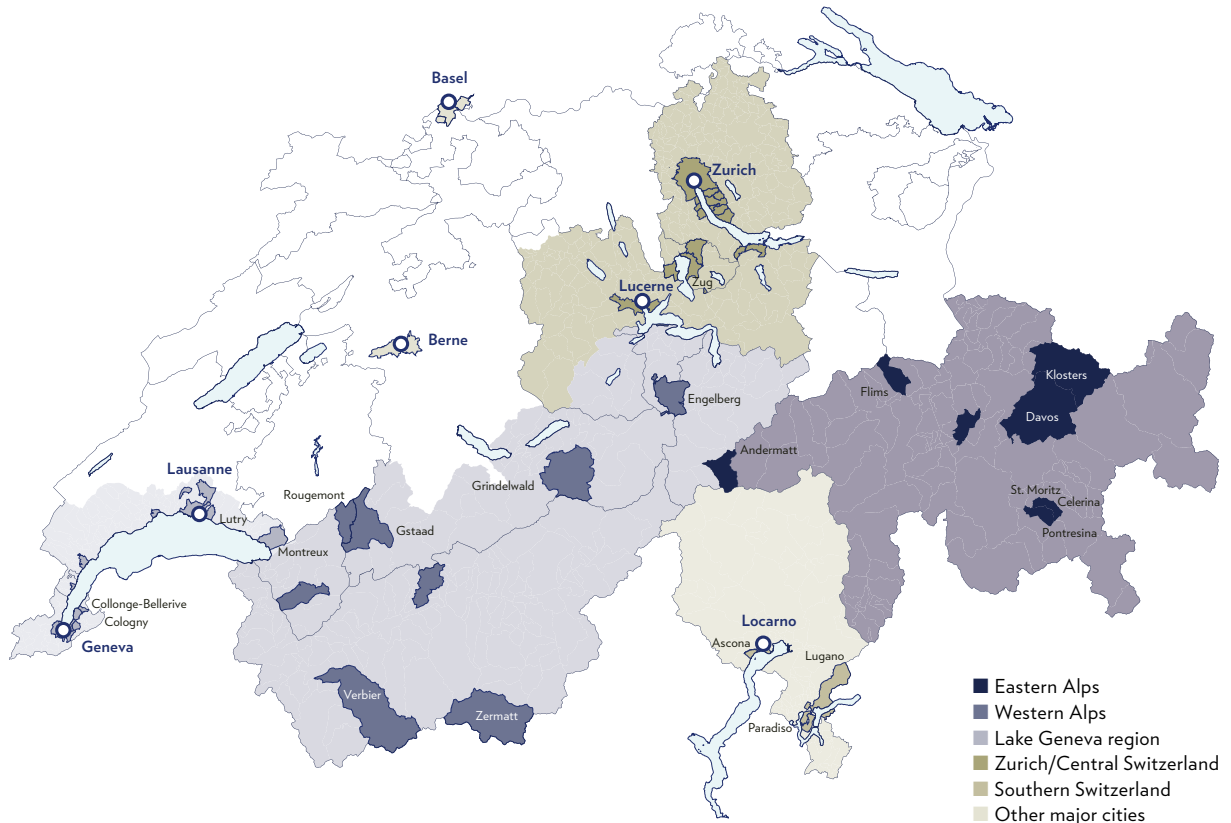 Basel
Zurich
Zug
Lucerne
Berne
Klosters
Flims
Engelberg
Davos
Andermatt
Lausanne
Grindelwald
Rougemont
St. Moritz
Celerina
Lutry
Gstaad
Pontresina
Montreux
Collonge-Bellerive
Cologny
Geneva
Locarno
Ascona
Lugano
Verbier
Zermatt
Paradiso
Eastern Alps
Western Alps
Lake Geneva region
Zurich/Central Switzerland
Southern Switzerland
Other major cities